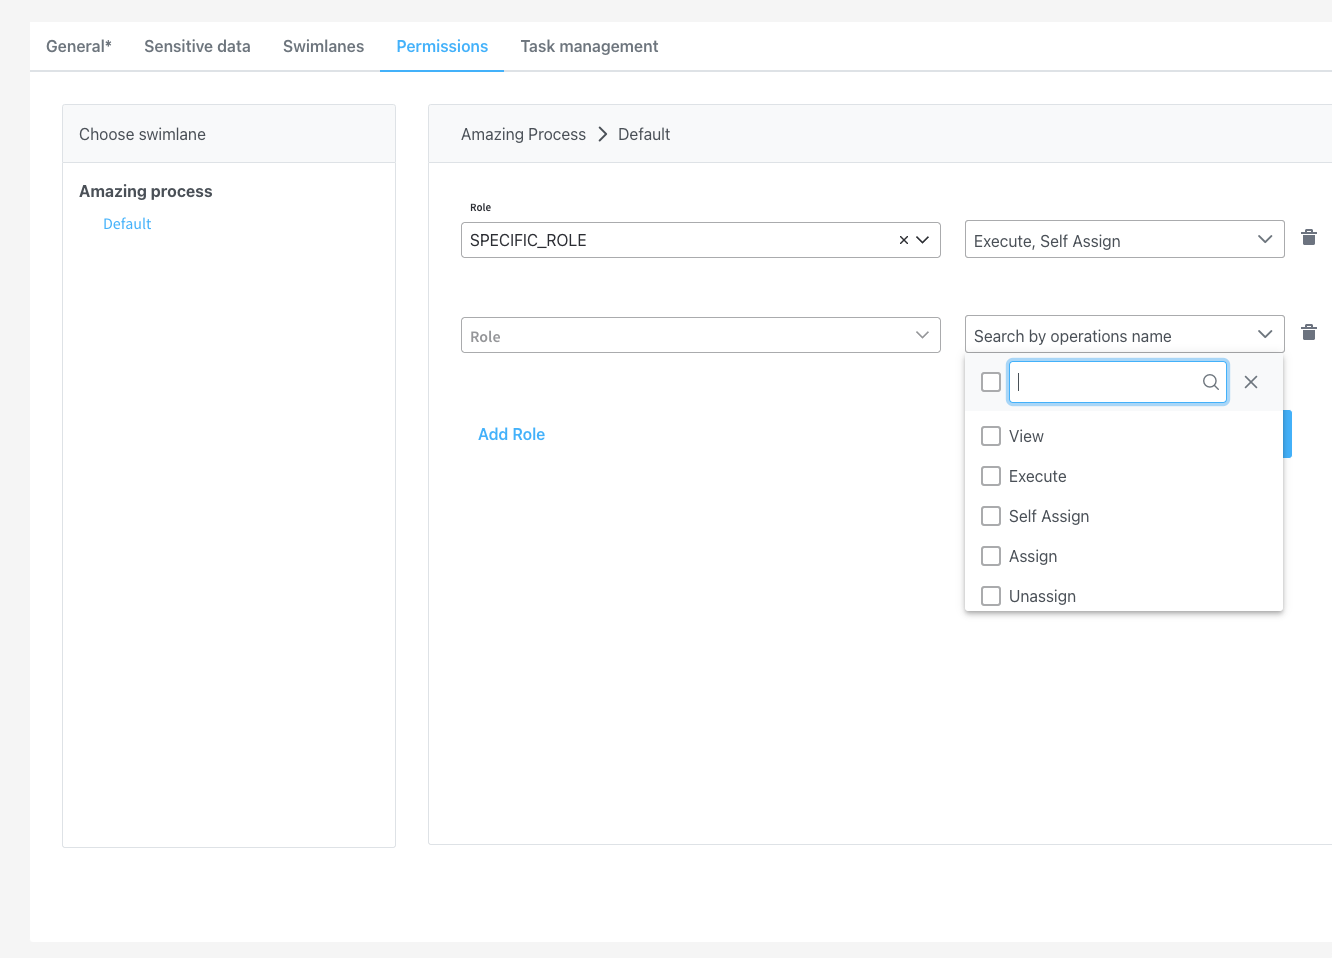 General* Sensitive data Swimlanes Permissions Task management
Choose swimlane
Amazing process
Default
Amazing Process Default
Role
SPECIFIC_ROLE
Execute, Self Assign
Role
Search by operations name
Add Role
View
Execute
Self Assign
Assign
Unassign